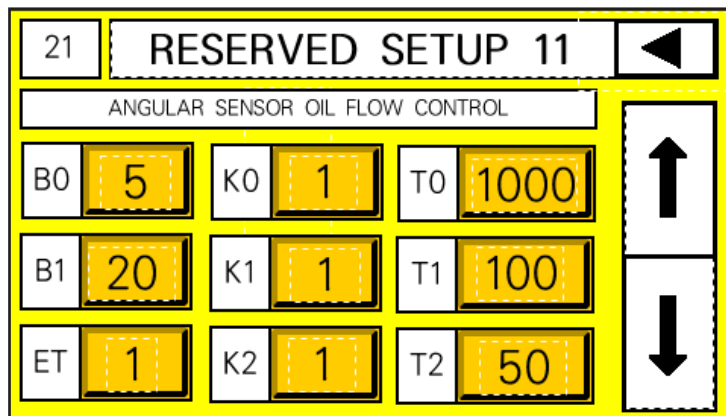 21 RESERVED SETUP 11
ANGULAR SENSOR OIL FLOW CONTROL
B0 5 K0 1 T0 1000
B1 20 K1 1 T1 100
ET 1 K2 1 T2 50